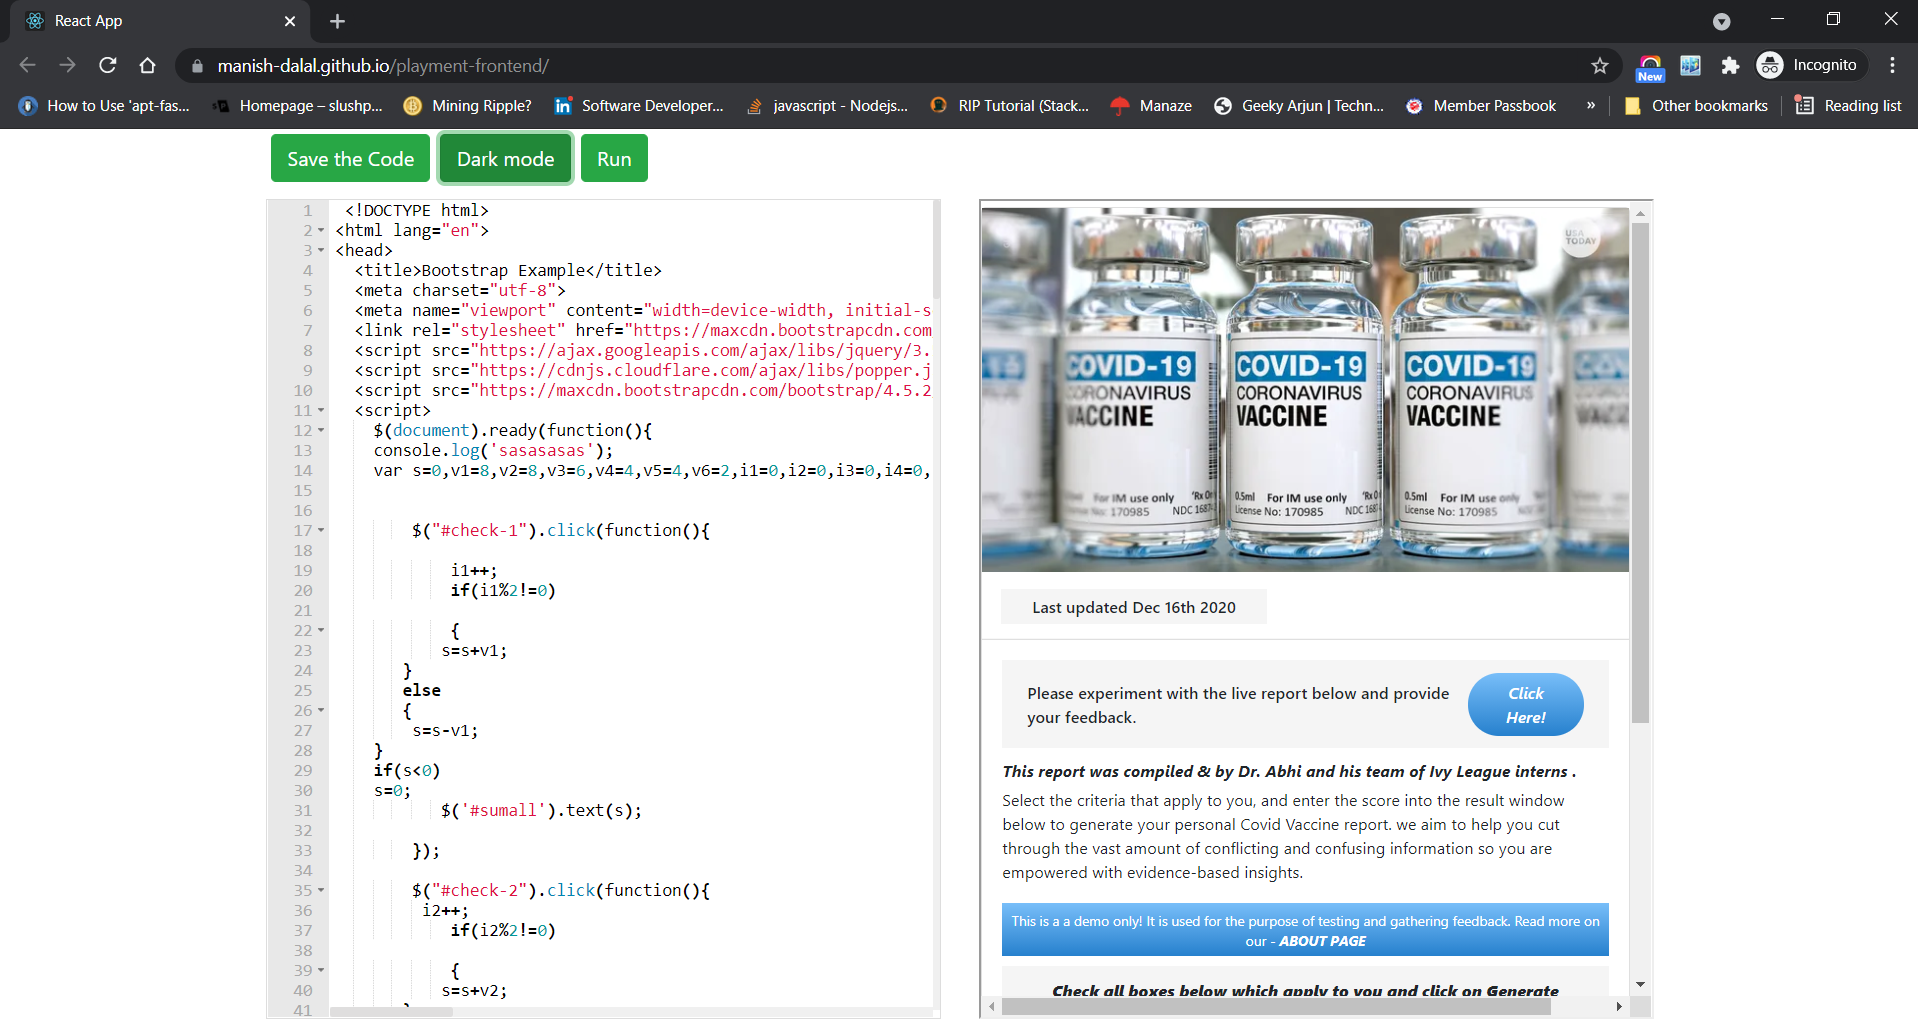 React App
manish-dalal.github.io/playment-frontend/
New
Incognito
How to Use 'apt-fas...
Homepage – slushp...
Mining Ripple?
Software Developer...
javascript - Nodejs...
RIP Tutorial (Stack...
Manaze
Geeky Arjun | Techn...
Member Passbook
»
Other bookmarks
Reading list
Save the Code
Dark mode
Run
1 <!DOCTYPE html>
2 <html lang="en">
3 <head>
4 <title>Bootstrap Example</title>
5 <meta charset="utf-8">
6 <meta name="viewport" content="width=device-width, initial-s
7 <link rel="stylesheet" href="https://maxcdn.bootstrapcdn.com
8 <script src="https://ajax.googleapis.com/ajax/libs/jquery/3.
9 <script src="https://cdnjs.cloudflare.com/ajax/libs/popper.j
10 <script src="https://maxcdn.bootstrapcdn.com/bootstrap/4.5.2
11 <script>
12 $(document).ready(function(){
13 console.log('sasasasas');
14 var s=0,v1=8,v2=8,v3=6,v4=4,v5=4,v6=2,i1=0,i2=0,i3=0,i4=0,
15
16
17 $("#check-1").click(function(){
18
19 i1++;
20 if(i1%2!=0)
21
22 {
23 s=s+v1;
24 }
25 else
26 {
27 s=s-v1;
28 }
29 if(s<0)
30 s=0;
31 $('#sumall').text(s);
32
33 });
34
35 $("#check-2").click(function(){
36 i2++;
37 if(i2%2!=0)
38
39 {
40 s=s+v2;
41
USA
TODAY
COVID-19
CORONAVIRUS
VACCINE
For IM use only
License No: 170985
NDC 1687
COVID-19
CORONAVIRUS
VACCINE
0.5ml For IM use only
License No: 170985
COVID-19
CORONAVIRUS
VACCINE
0.5ml For IM use only
License No: 170985
Last updated Dec 16th 2020
Please experiment with the live report below and provide
your feedback.
Click
Here!
This report was compiled & by Dr. Abhi and his team of Ivy League interns .
Select the criteria that apply to you, and enter the score into the result window
below to generate your personal Covid Vaccine report. we aim to help you cut
through the vast amount of conflicting and confusing information so you are
empowered with evidence-based insights.
This is a a demo only! It is used for the purpose of testing and gathering feedback. Read more on
our - ABOUT PAGE
Check all boxes below which apply to you and click on Generate